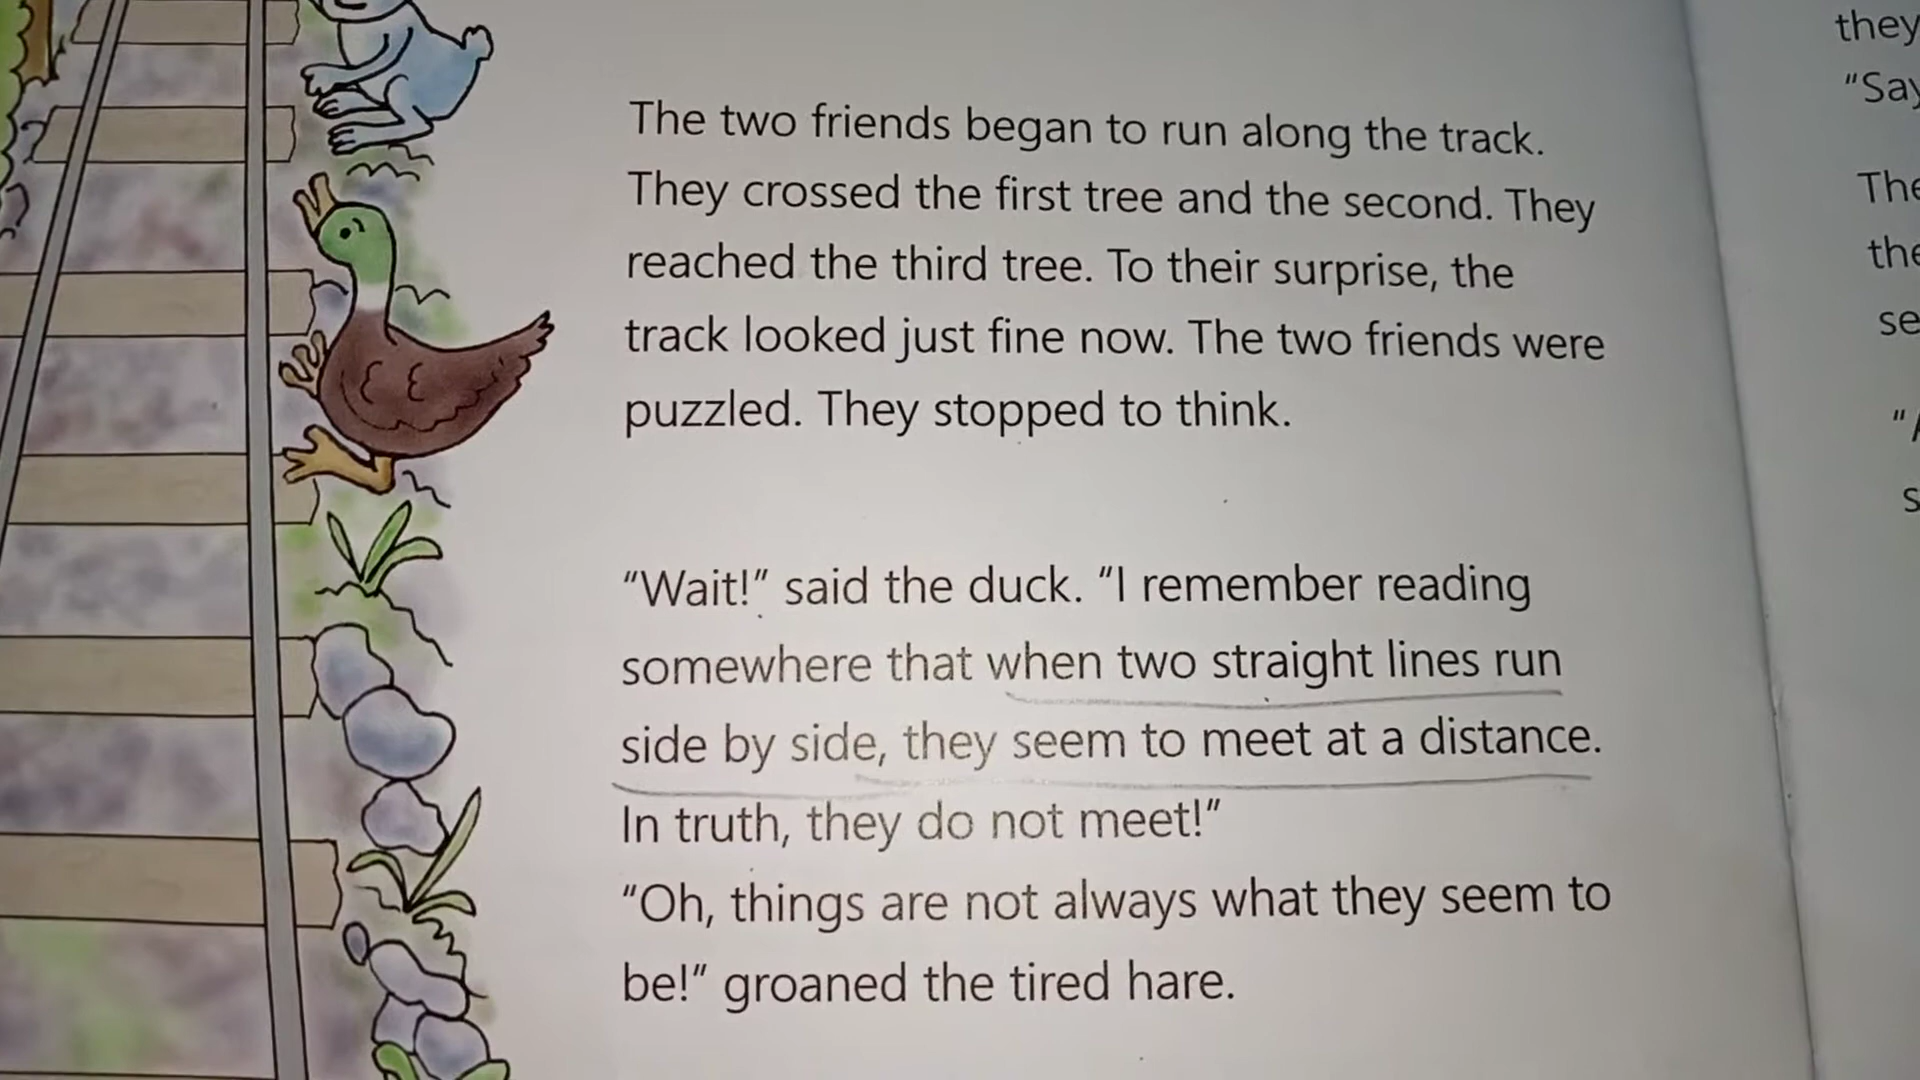 The two friends began to run along the track.
They crossed the first tree and the second. They
reached the third tree. To their surprise, the
track looked just fine now. The two friends were
puzzled. They stopped to think.
“Wait!” said the duck. “I remember reading
somewhere that when two straight lines run
side by side, they seem to meet at a distance.
In truth, they do not meet!”
“Oh, things are not always what they seem to
be!” groaned the tired hare.
they
“Say